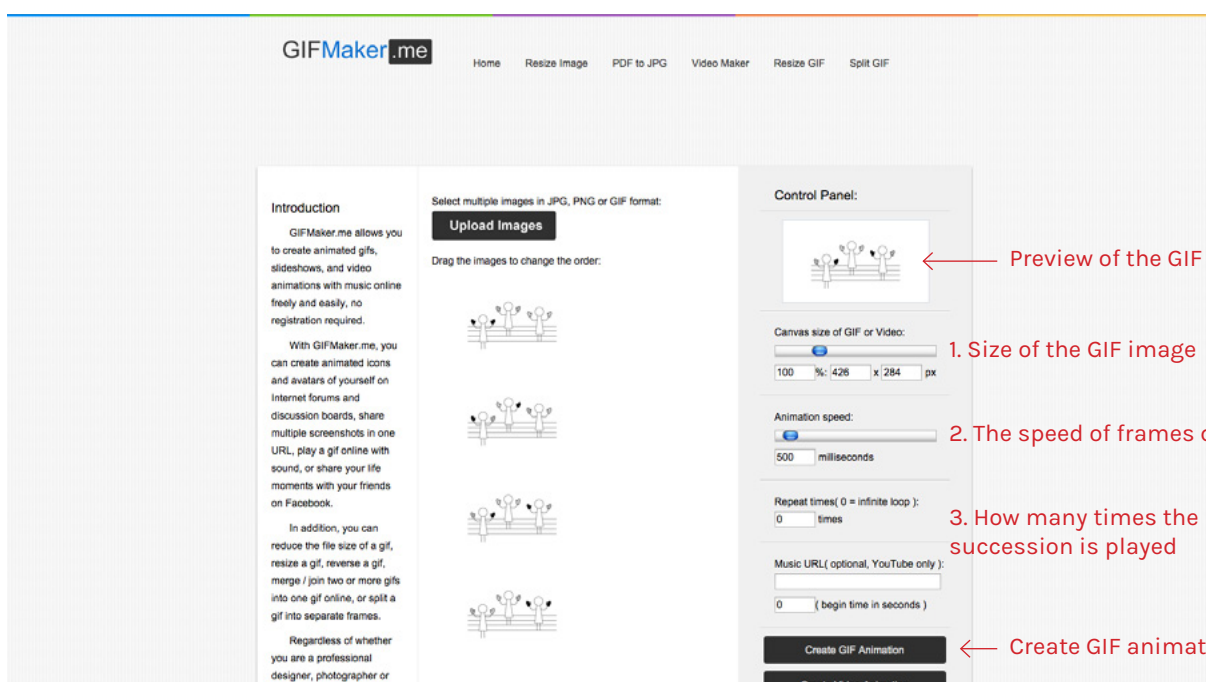 GIFMaker.me
Home Resize Image PDF to JPG Video Maker Resize GIF Split GIF
Introduction
GIFMaker.me allows you
to create animated gifs,
slideshows, and video
animations with music online
freely and easily, no
registration required.
With GIFMaker.me, you
can create animated icons
and avatars of yourself on
Internet forums and
discussion boards, share
multiple screenshots in one
URL, play a gif online with
sound, or share your life
moments with your friends
on Facebook.
In addition, you can
reduce the file size of a gif,
resize a gif, reverse a gif,
merge / join two or more gifs
into one gif online, or split a
gif into separate frames.
Regardless of whether
you are a professional
designer, photographer or
Select multiple images in JPG, PNG or GIF format:
Upload Images
Drag the images to change the order:
Control Panel:
Preview of the GIF
Canvas size of GIF or Video:
100 %: 426 x 284 px
1. Size of the GIF image
Animation speed:
500 milliseconds
2. The speed of frames
Repeat times( 0 = infinite loop ):
0 times
3. How many times the
succession is played
Music URL( optional, YouTube only ):
0 ( begin time in seconds )
Create GIF Animation
Create GIF